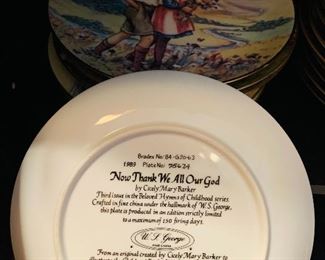 Bradex No: 84-G20-6.3
1989 Plate No:
Now Thank We All Our God
by Cicely Mary Barker
Third issue in the Beloved Hymns of Childhood series
Crafted in fine china under the hallmark of W. S. George,
this plate is produced in an edition strictly limited
to a maximum of 150 firing days.
W. S. George
From an original created by Cicely Mary Barker to